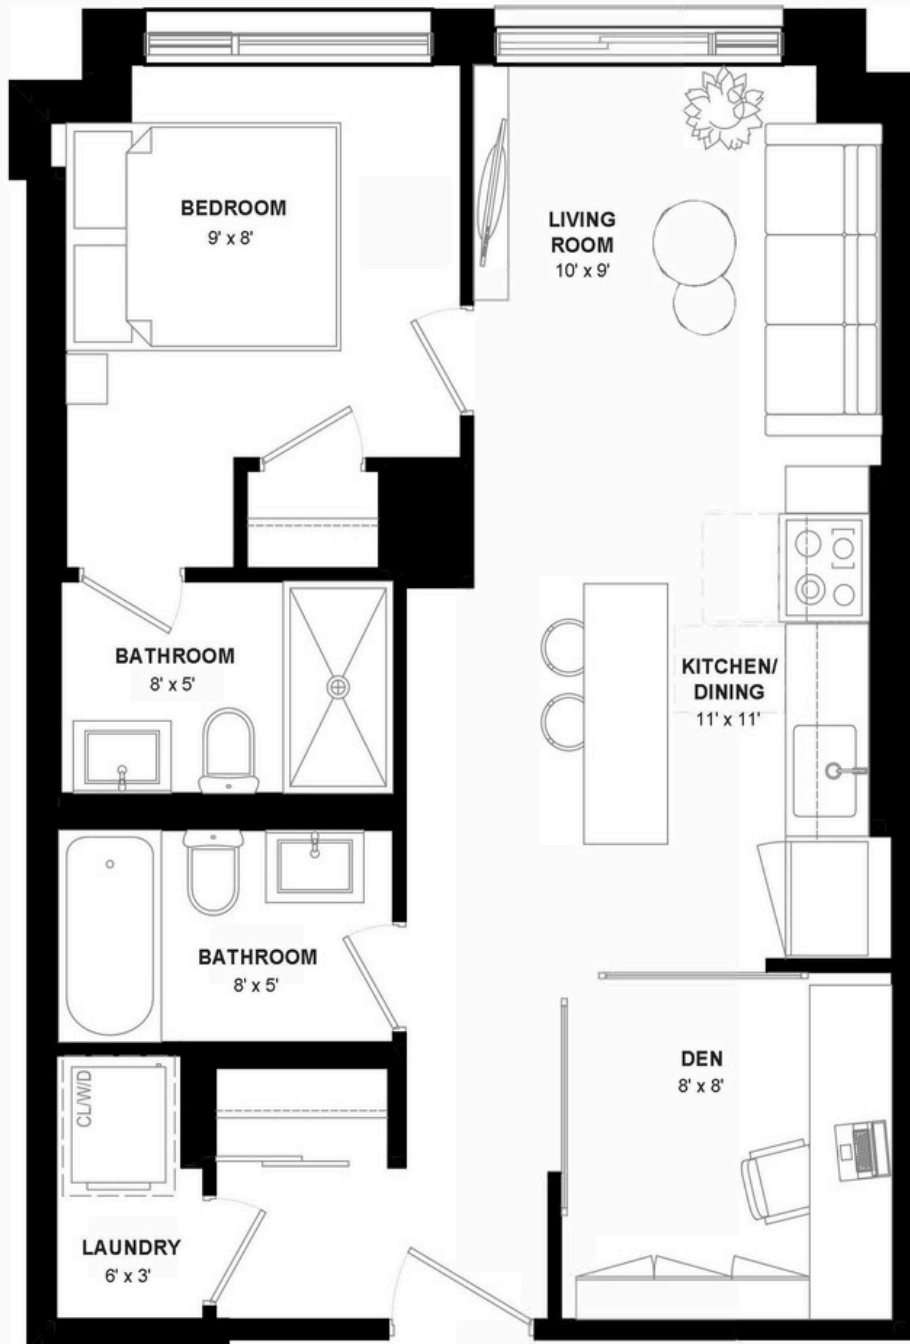 BEDROOM
9' x 8'
LIVING
ROOM
10' x 9'
BATHROOM
8' x 5'
KITCHEN/
DINING
11' x 11'
BATHROOM
8' x 5'
DEN
8' x 8'
CL/W/D
LAUNDRY
6' x 3'